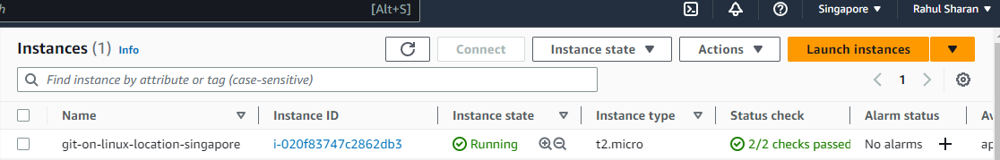 [Alt+S] Singapore Rahul Sharan
Instances (1) Info Connect Instance state Actions Launch instances
Find instance by attribute or tag (case-sensitive) 1
Name Instance ID Instance state Instance type Status check Alarm status
git-on-linux-location-singapore i-020f83747c2862db3 Running t2.micro 2/2 checks passed No alarms